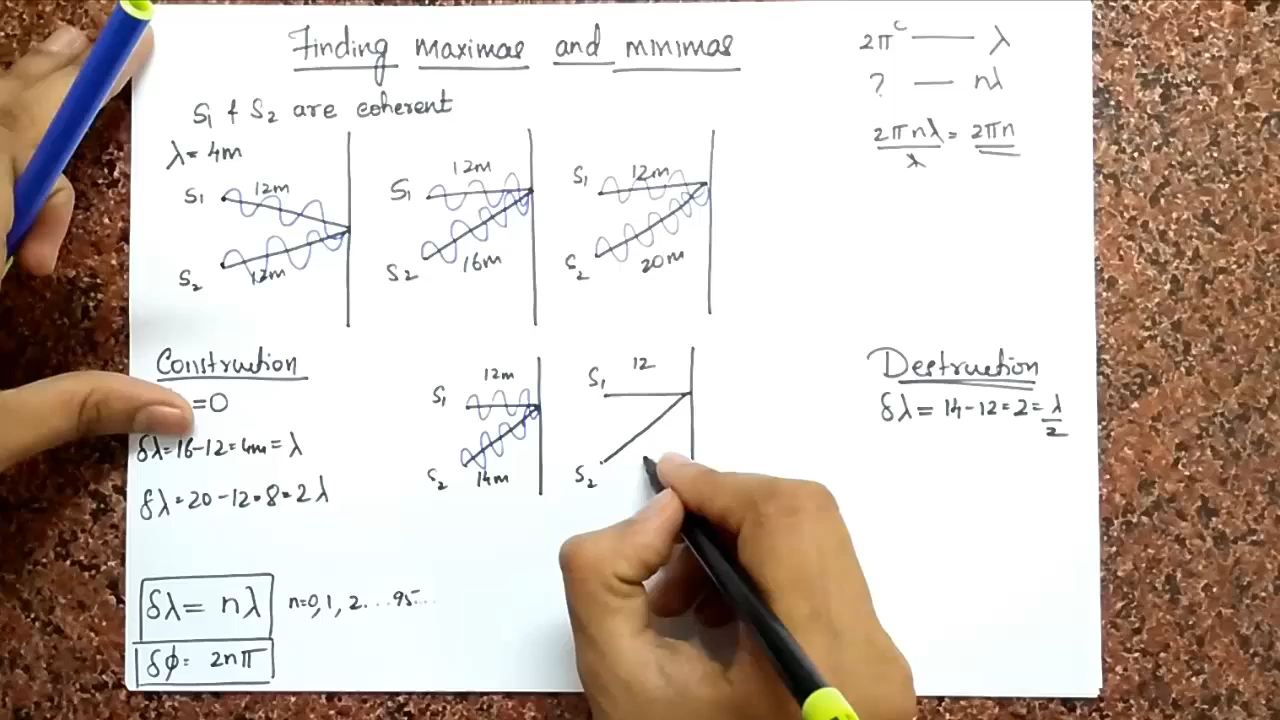 Finding maximas and minimas
2π^c — λ
? — nλ
2πnλ/λ = 2πn
S₁ & S₂ are coherent
λ = 4m
S₁ 12m
S₂ 12m
S₁ 12m
S₂ 16m
S₁ 12m
S₂ 20m
Construction
=0
δλ=16-12=4m=λ
δλ=20-12=8=2λ
S₁ 12m
S₂ 14m
S₁ 12
S₂
Destruction
δλ = 14-12=2=λ/2
δλ= nλ n=0,1,2...95...
δϕ= 2nπ